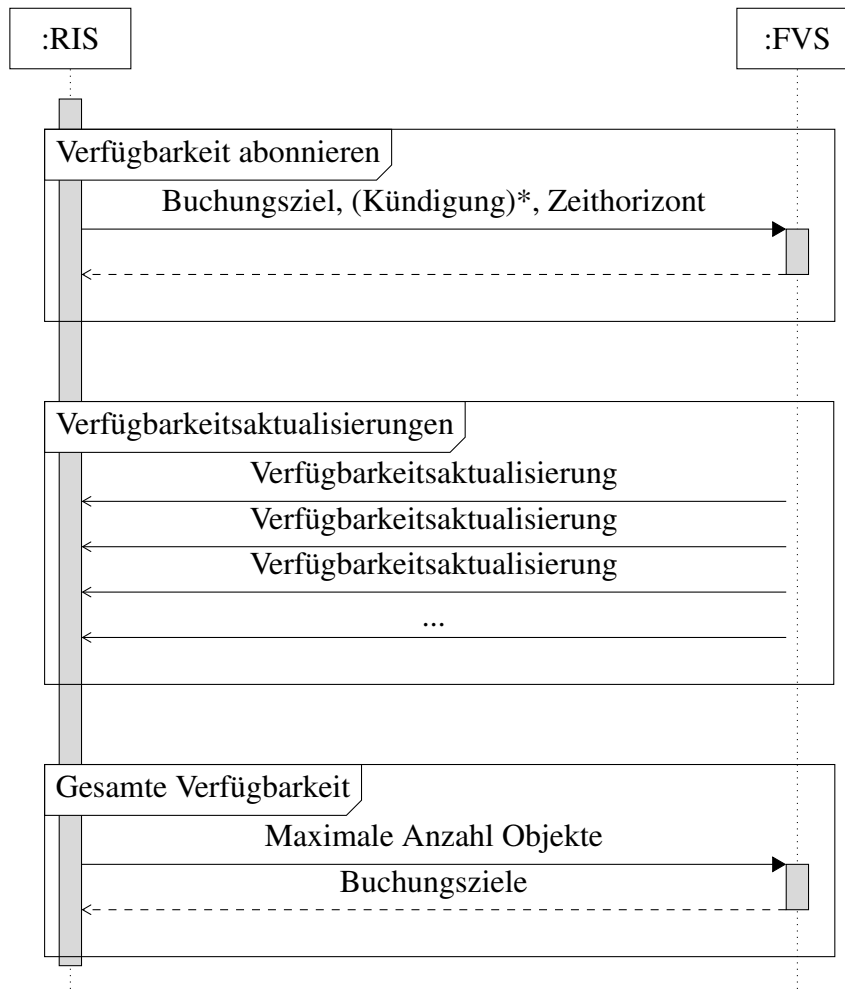 :RIS
:FVS
Verfügbarkeit abonnieren
Buchungsziel, (Kündigung)*, Zeithorizont
Verfügbarkeitsaktualisierungen
Verfügbarkeitsaktualisierung
Verfügbarkeitsaktualisierung
Verfügbarkeitsaktualisierung
...
Gesamte Verfügbarkeit
Maximale Anzahl Objekte
Buchungsziele